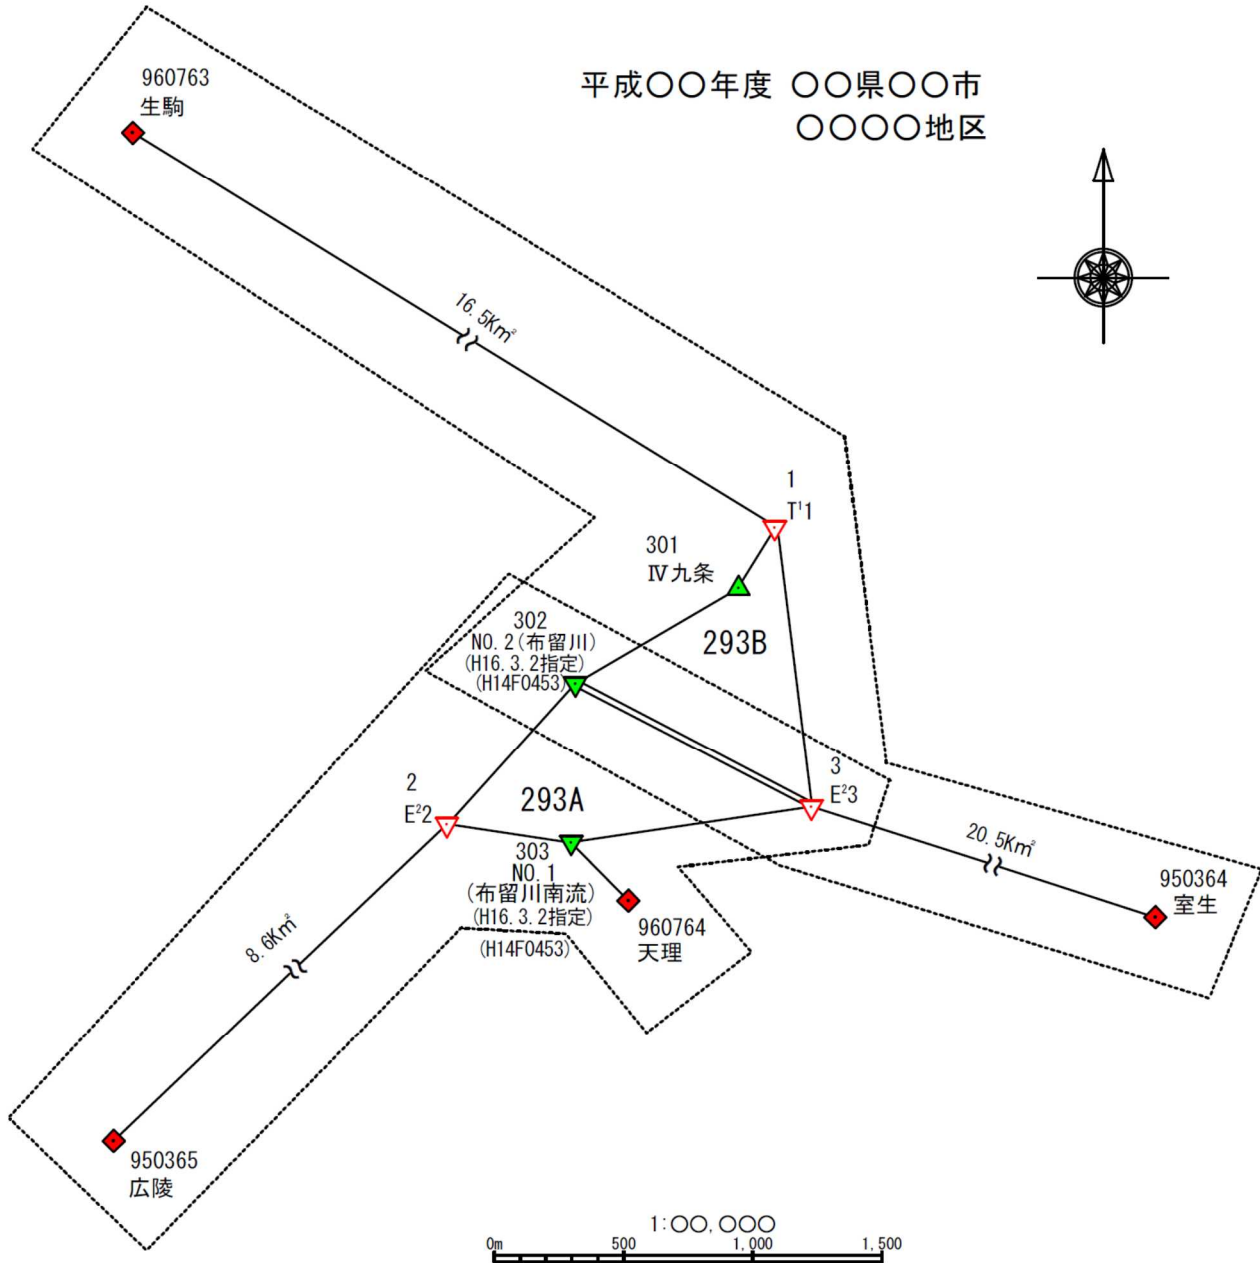 平成〇〇年度 〇〇県〇〇市
〇〇〇〇地区
960763
生駒
16.5Km²
1
T¹1
301
Ⅳ九条
302
NO.2(布留川)
(H16.3.2指定)
(H14F0453)
293B
3
E²3
2
E²2
293A
303
NO.1
(布留川南流)
(H16.3.2指定)
(H14F0453)
960764
天理
20.5Km²
950364
室生
8.6Km²
950365
広陵
1:〇〇,〇〇〇
0m 500 1,000 1,500